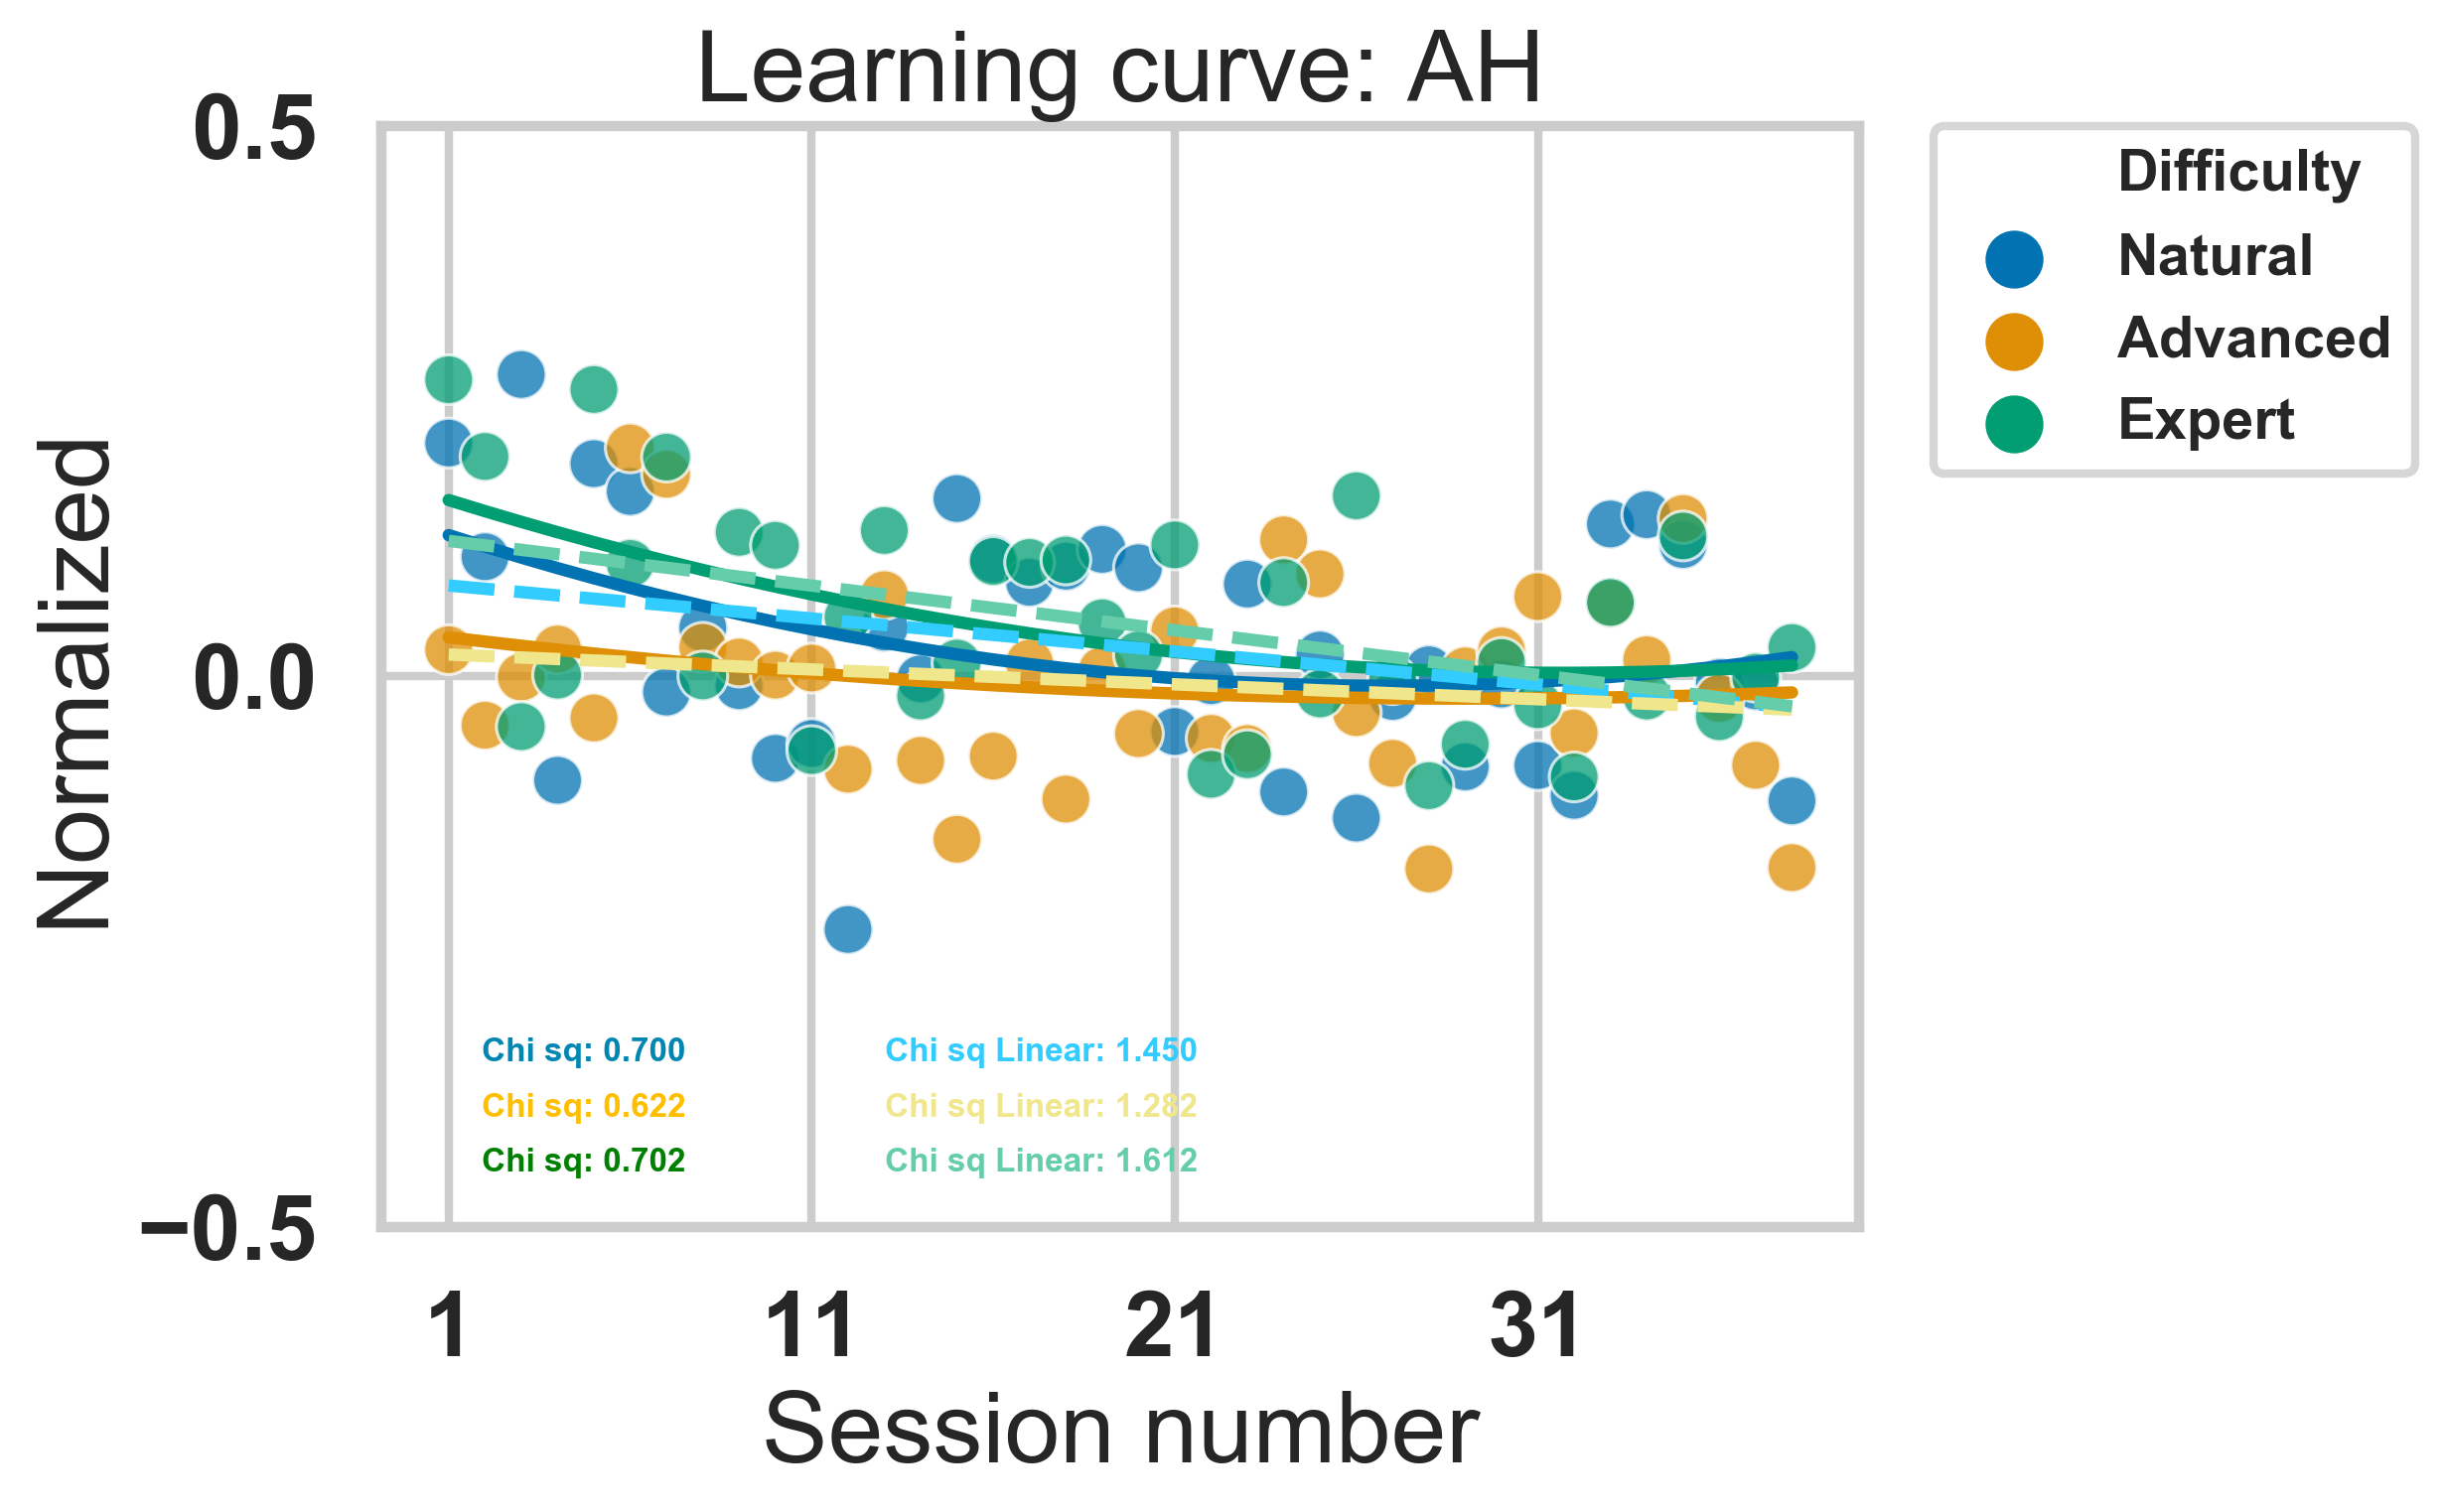 Learning curve: AH
0.5
0.0
−0.5
Normalized
1
11
21
31
Session number
Difficulty
Natural
Advanced
Expert
Chi sq: 0.700
Chi sq: 0.622
Chi sq: 0.702
Chi sq Linear: 1.450
Chi sq Linear: 1.282
Chi sq Linear: 1.612